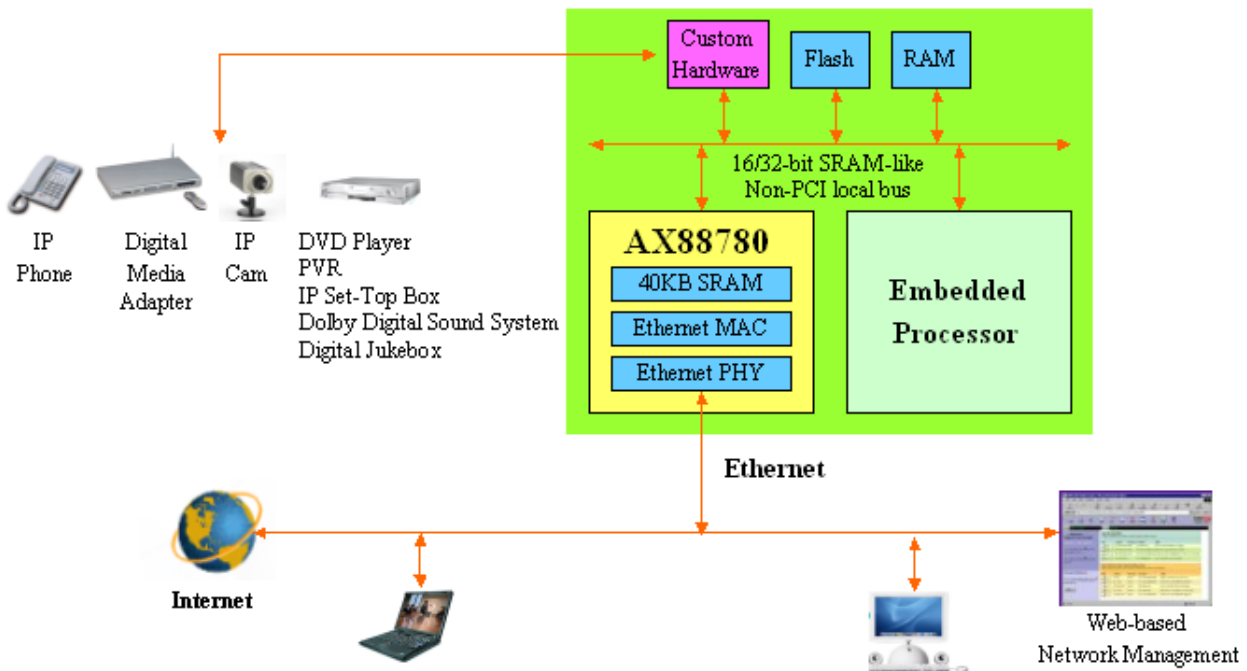 Custom
Hardware
Flash
RAM
16/32-bit SRAM-like
Non-PCI local bus
IP
Phone
Digital
Media
Adapter
IP
Cam
DVD Player
PVR
IP Set-Top Box
Dolby Digital Sound System
Digital Jukebox
AX88780
40KB SRAM
Ethernet MAC
Ethernet PHY
Embedded
Processor
Ethernet
Internet
Web-based
Network Management